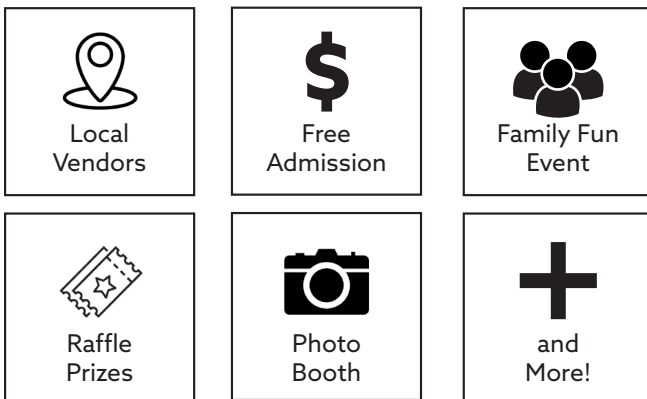 Local
Vendors
$
Free
Admission
Family Fun
Event
Raffle
Prizes
Photo
Booth
and
More!